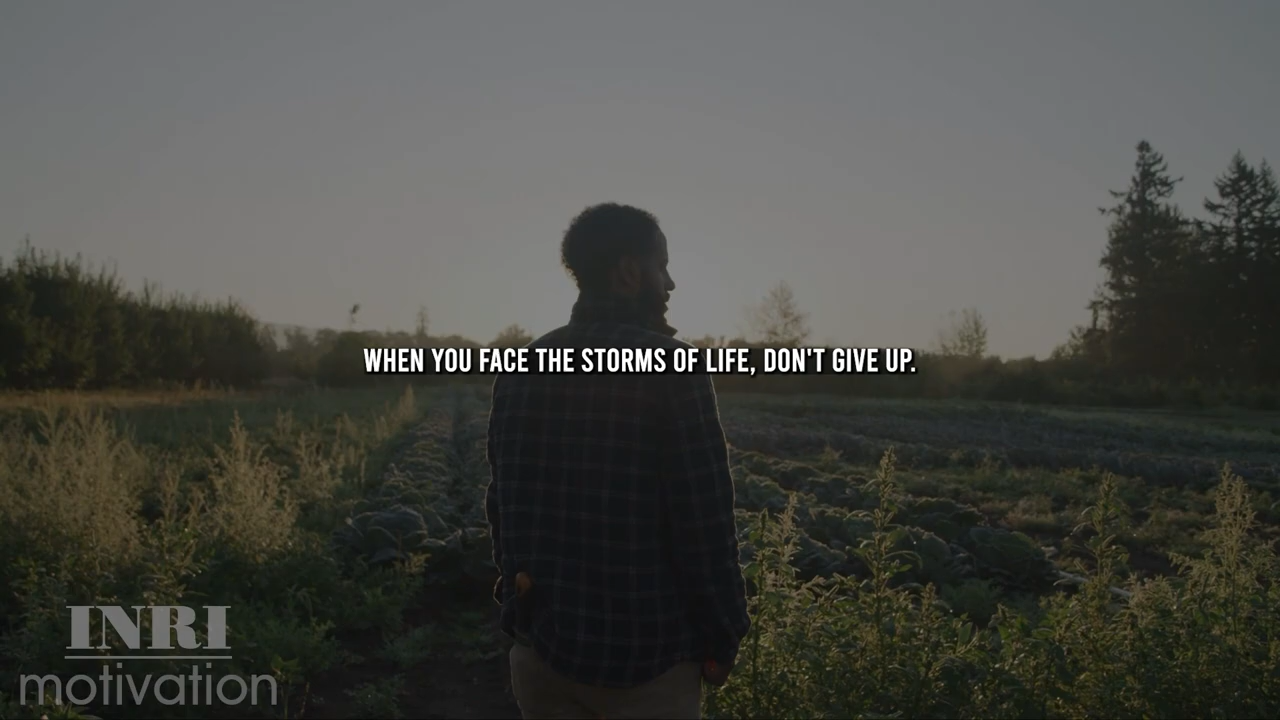 WHEN YOU FACE THE STORMS OF LIFE, DON'T GIVE UP.
INRI
motivation